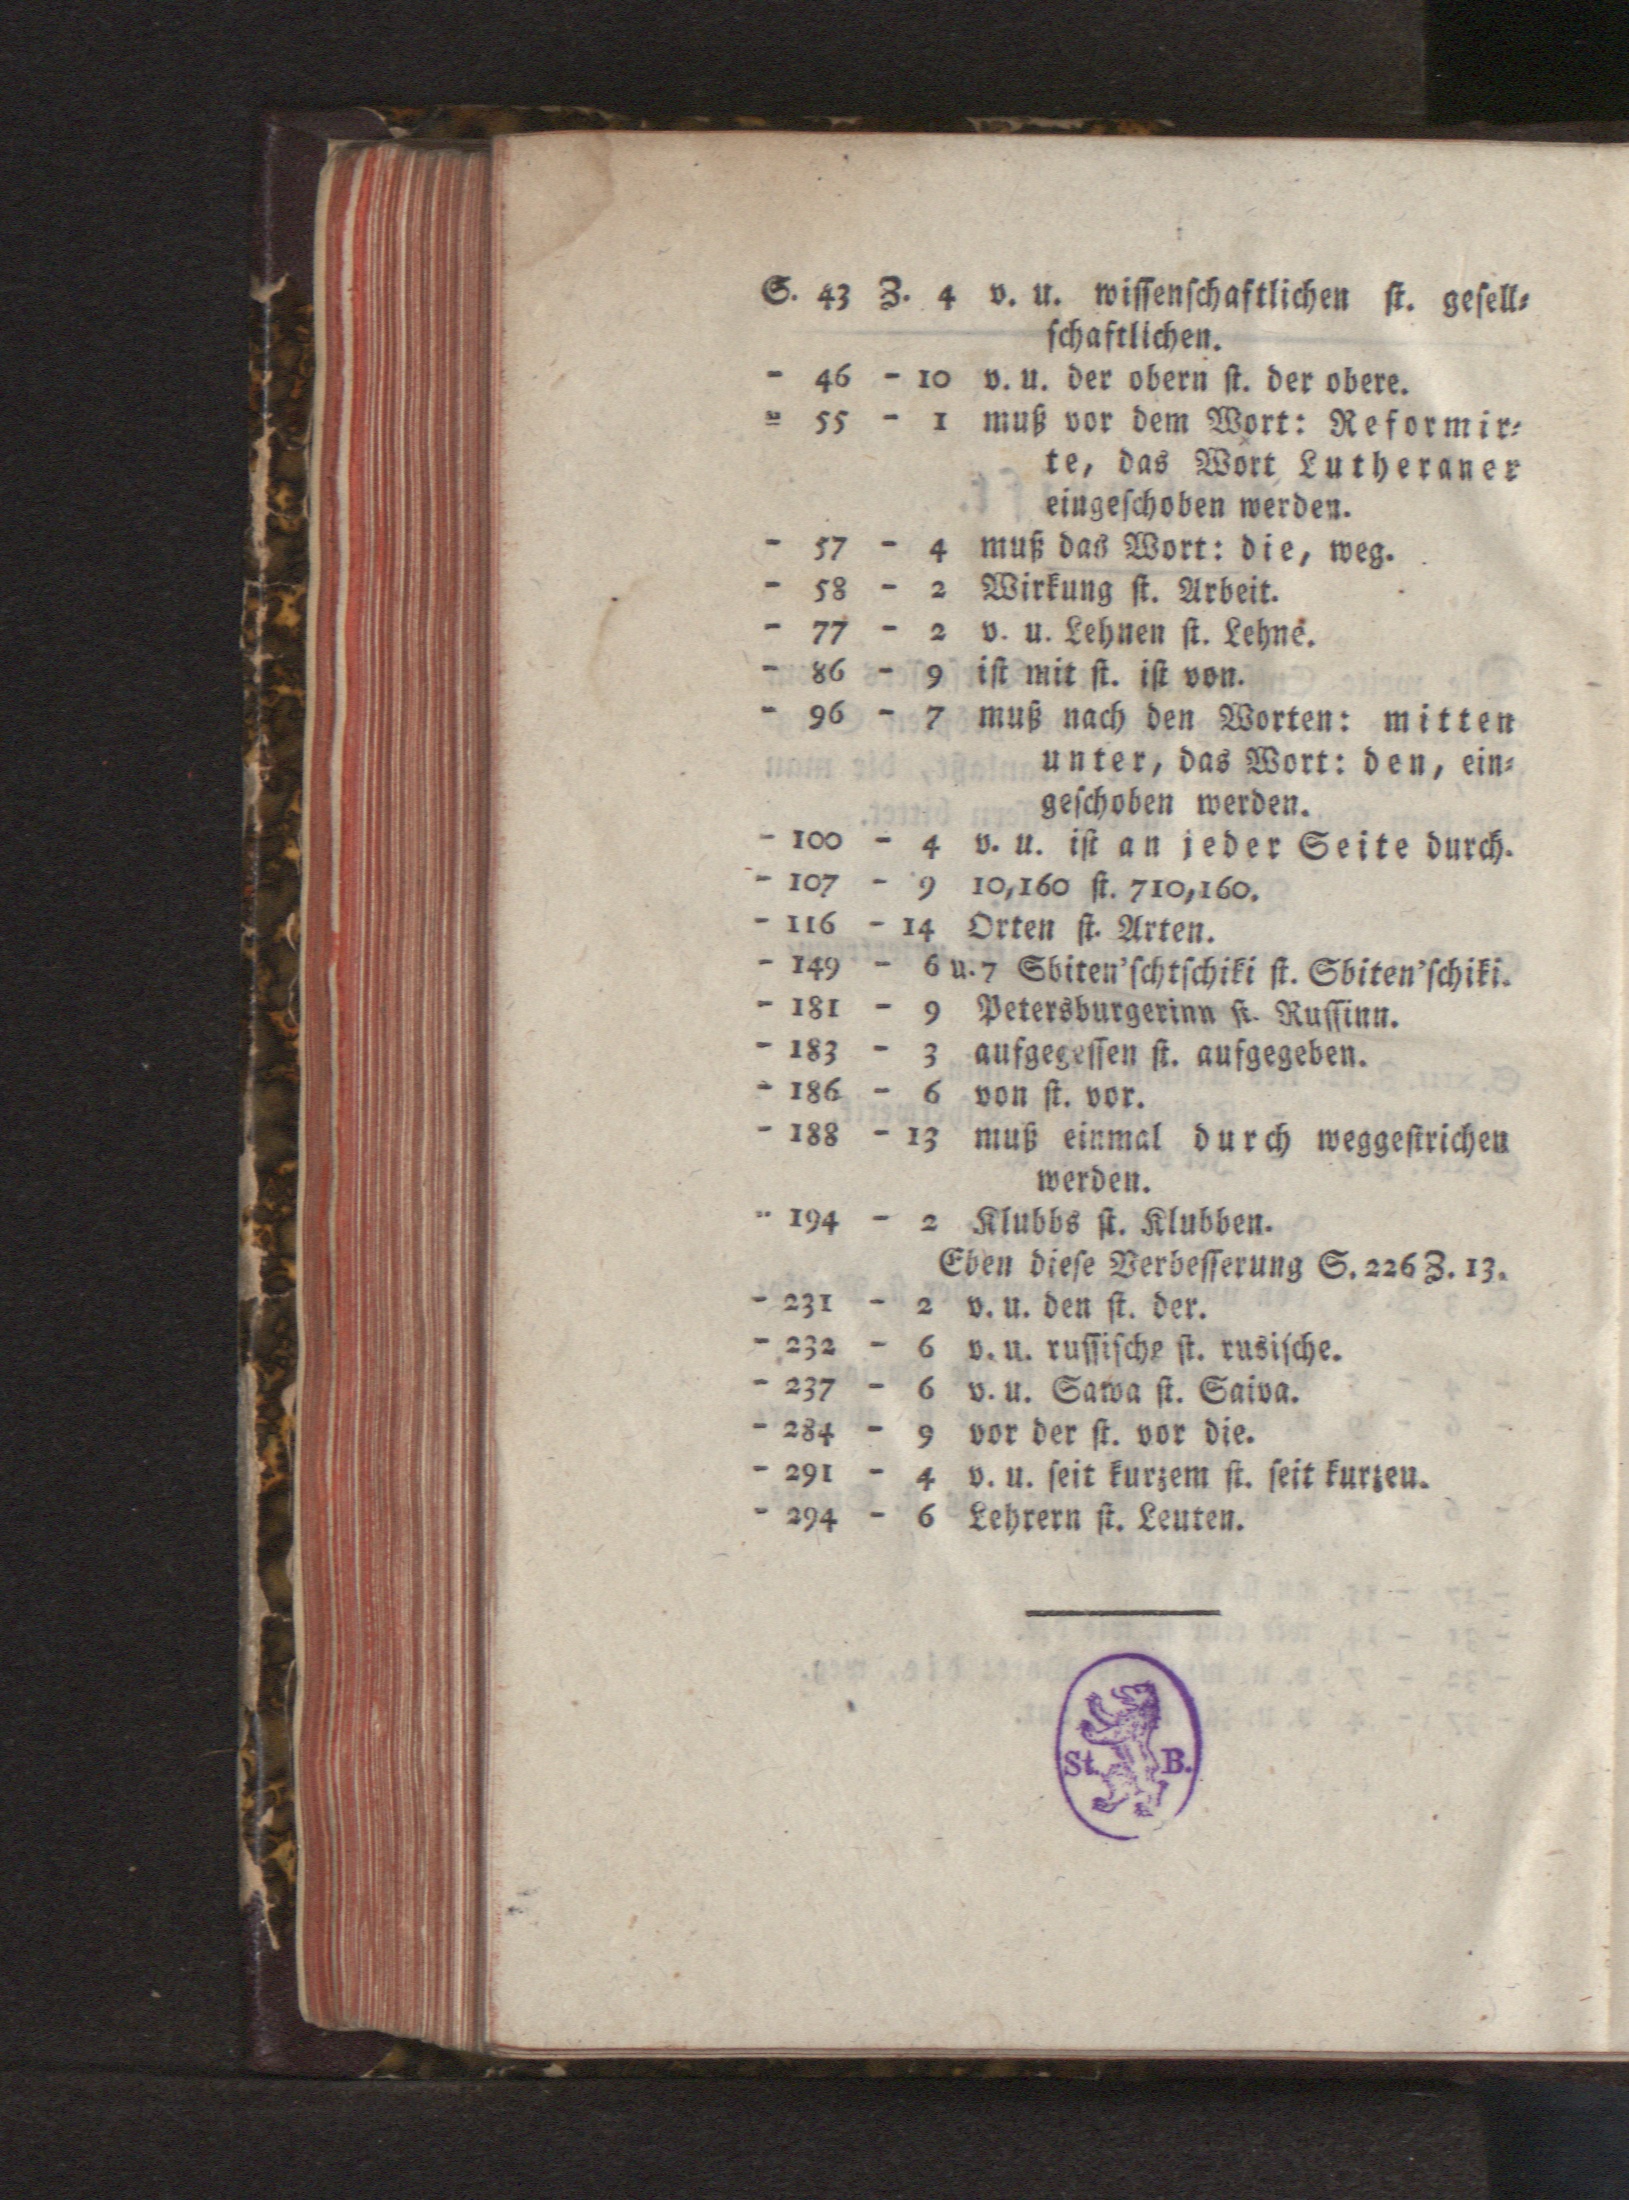 S. 43 Z. 4 v. u. wiſſenſchaftlichen ſt. geſell⸗
ſchaftlichen.
- 46 - 10 v. u. der obern ſt. der obere.
- 55 - 1 muß vor dem Wort: Reformir⸗
te, das Wort Lutheraner
eingeſchoben werden.
- 57 - 4 muß das Wort: die, weg.
- 58 - 2 Wirkung ſt. Arbeit.
- 77 - 2 v. u. Lehnen ſt. Lehne.
- 86 - 9 iſt mit ſt. iſt von.
- 96 - 7 muß nach den Worten: mitten
unter, das Wort: den, ein⸗
geſchoben werden.
- 100 - 4 v. u. iſt an jeder Seite durch.
- 107 - 9 10,160 ſt. 710,160.
- 116 - 14 Orten ſt. Arten.
- 149 - 6 u. 7 Sbiten'ſchtſchiki ſt. Sbiten'ſchiki.
- 181 - 9 Petersburgerinn ſt. Ruſſinn.
- 183 - 3 aufgegeſſen ſt. aufgegeben.
- 186 - 6 von ſt. vor.
- 188 - 13 muß einmal durch weggeſtrichen
werden.
- 194 - 2 Klubbs ſt. Klubben.
Eben dieſe Verbeſſerung S. 226 Z. 13.
- 231 - 2 v. u. den ſt. der.
- 232 - 6 v. u. ruſſiſche ſt. rusiſche.
- 237 - 6 v. u. Sawa ſt. Saiva.
- 284 - 9 vor der ſt. vor die.
- 291 - 4 v. u. ſeit kurzem ſt. ſeit kurzen.
- 294 - 6 Lehrern ſt. Leuten.
St. B.